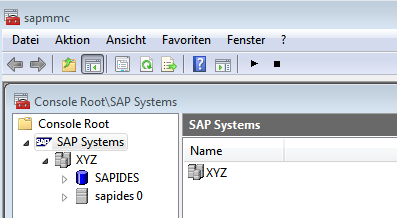 sapmmc
Datei Aktion Ansicht Favoriten Fenster ?
Console Root\SAP Systems
Console Root
SAP SAP Systems
XYZ
SAPIDES
sapides 0
SAP Systems
Name
XYZ